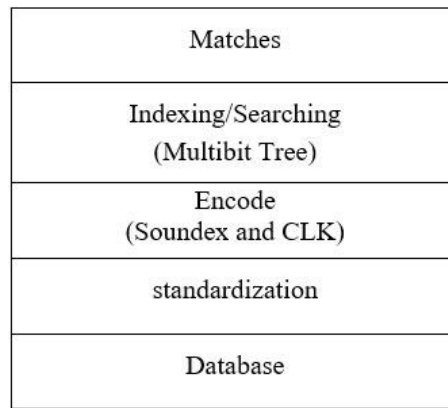 Matches
Indexing/Searching
(Multibit Tree)
Encode
(Soundex and CLK)
standardization
Database